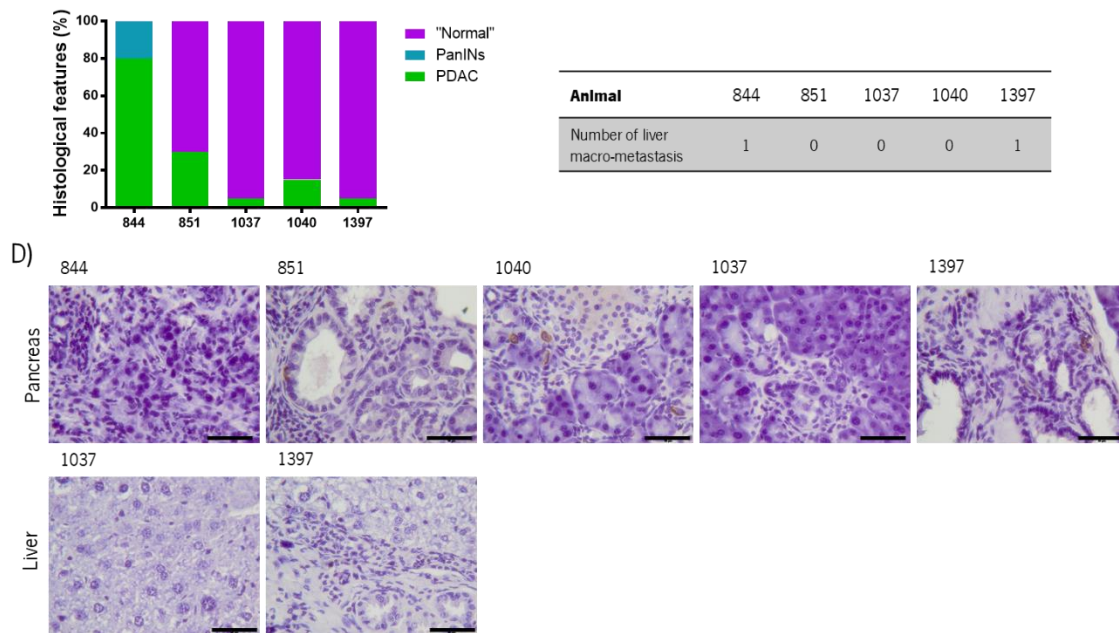 Histological features (%)
100
80
60
40
20
0
844 851 1037 1040 1397
"Normal"
PanINs
PDAC
Animal 844 851 1037 1040 1397
Number of liver
macro-metastasis 1 0 0 0 1
D)
844 851 1040 1037 1397
Pancreas
1037 1397
Liver